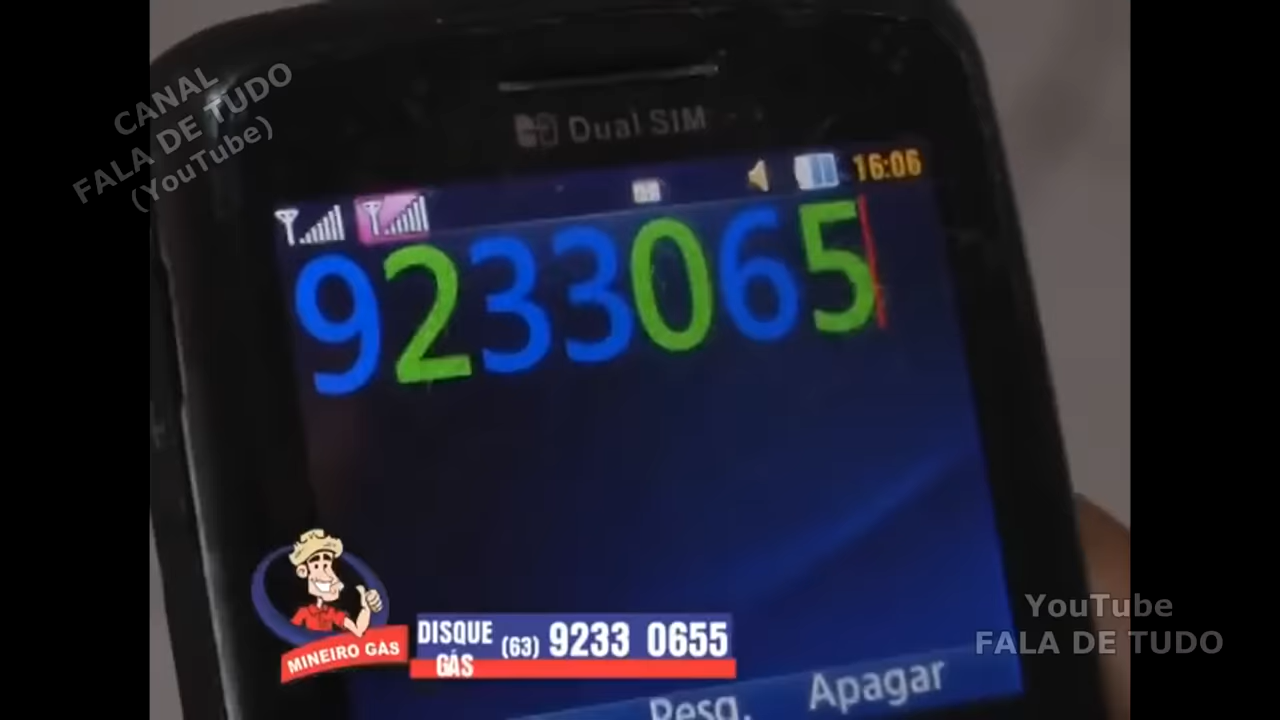 CANAL
FALA DE TUDO
(YouTube)
Dual SIM
16:06
9233065
MINEIRO GÁS
DISQUE
GÁS
(63) 9233 0655
YouTube
FALA DE TUDO
Pesq. Apagar